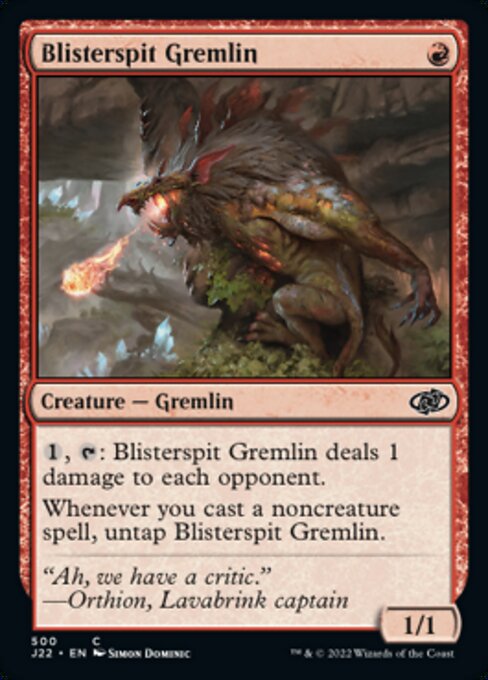 Blisterspit Gremlin
Creature — Gremlin
1, : Blisterspit Gremlin deals 1
damage to each opponent.
Whenever you cast a noncreature
spell, untap Blisterspit Gremlin.
“Ah, we have a critic.”
—Orthion, Lavabrink captain
1/1
500 C
J22 • EN SIMON DOMINIC
™ & © 2022 Wizards of the Coast